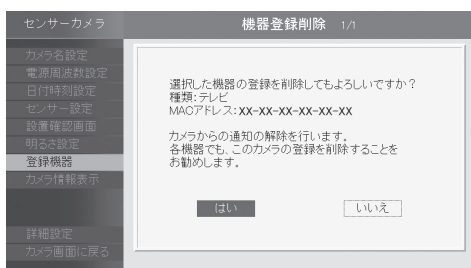 センサーカメラ
機器登録削除 1/1
カメラ名設定
電源周波数設定
日付時刻設定
センサー設定
設置確認画面
明るさ設定
登録機器
カメラ情報表示
詳細設定
カメラ画面に戻る
選択した機器の登録を削除してもよろしいですか？
種類:テレビ
MACアドレス:XX-XX-XX-XX-XX-XX
カメラからの通知の解除を行います。
各機器でも、このカメラの登録を削除することを
お勧めします。
はい
いいえ